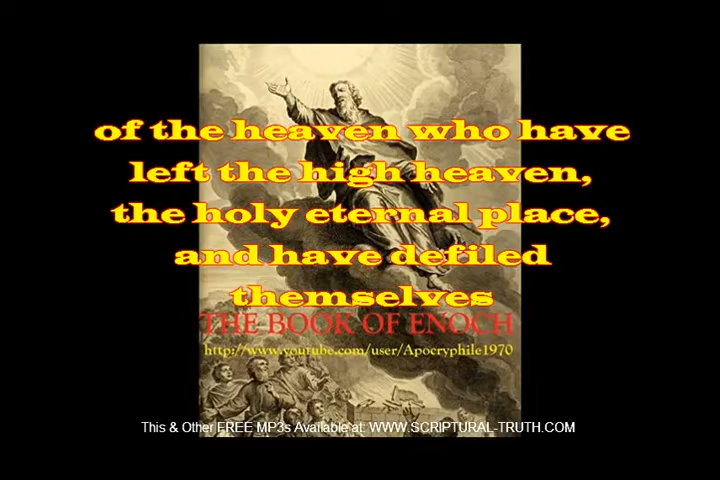 of the heaven who have
left the high heaven,
the holy eternal place,
and have defiled
themselves
THE BOOK OF ENOCH
http://www.youtube.com/user/Apocryphile1970
This & Other FREE MP3s Available at: WWW.SCRIPTURAL-TRUTH.COM